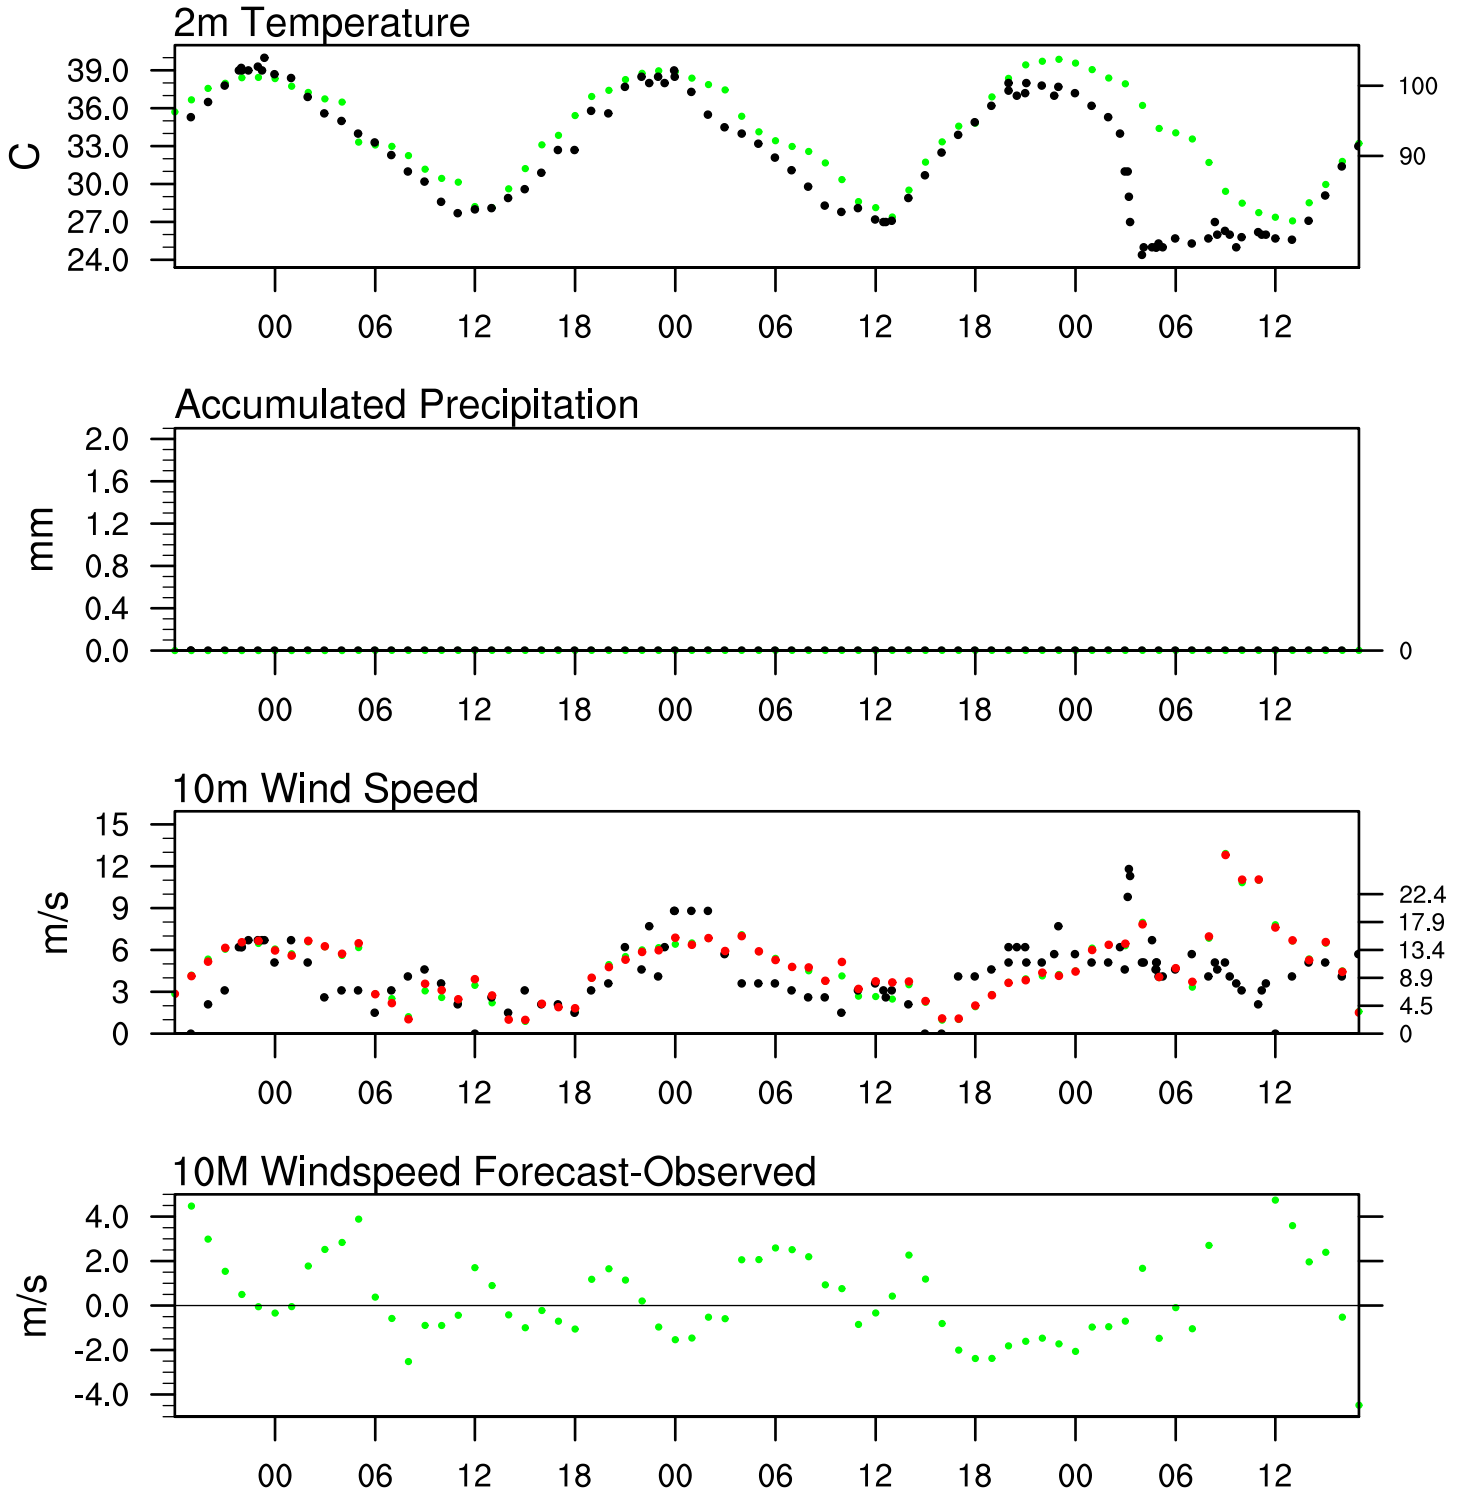 2m Temperature
39.0
36.0
33.0
30.0
27.0
24.0
C
100
90
00 06 12 18 00 06 12 18 00 06 12
Accumulated Precipitation
2.0
1.6
1.2
0.8
0.4
0.0
mm
0
00 06 12 18 00 06 12 18 00 06 12
10m Wind Speed
15
12
9
6
3
0
m/s
22.4
17.9
13.4
8.9
4.5
0
00 06 12 18 00 06 12 18 00 06 12
10M Windspeed Forecast-Observed
4.0
2.0
0.0
-2.0
-4.0
m/s
00 06 12 18 00 06 12 18 00 06 12